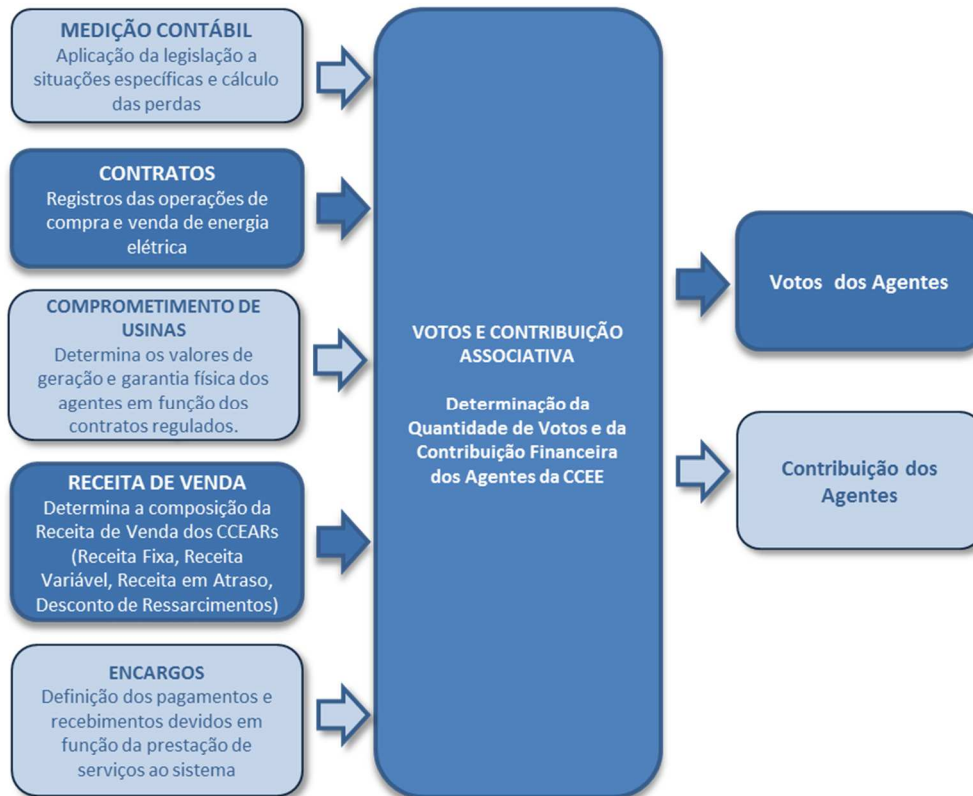 MEDIÇÃO CONTÁBIL
Aplicação da legislação a
situações específicas e cálculo
das perdas
CONTRATOS
Registros das operações de
compra e venda de energia
elétrica
COMPROMETIMENTO DE
USINAS
Determina os valores de
geração e garantia física dos
agentes em função dos
contratos regulados.
RECEITA DE VENDA
Determina a composição da
Receita de Venda dos CCEARs
(Receita Fixa, Receita
Variável, Receita em Atraso,
Desconto de Ressarcimentos)
ENCARGOS
Definição dos pagamentos e
recebimentos devidos em
função da prestação de
serviços ao sistema
VOTOS E CONTRIBUIÇÃO
ASSOCIATIVA
Determinação da
Quantidade de Votos e da
Contribuição Financeira
dos Agentes da CCEE
Votos dos Agentes
Contribuição dos
Agentes